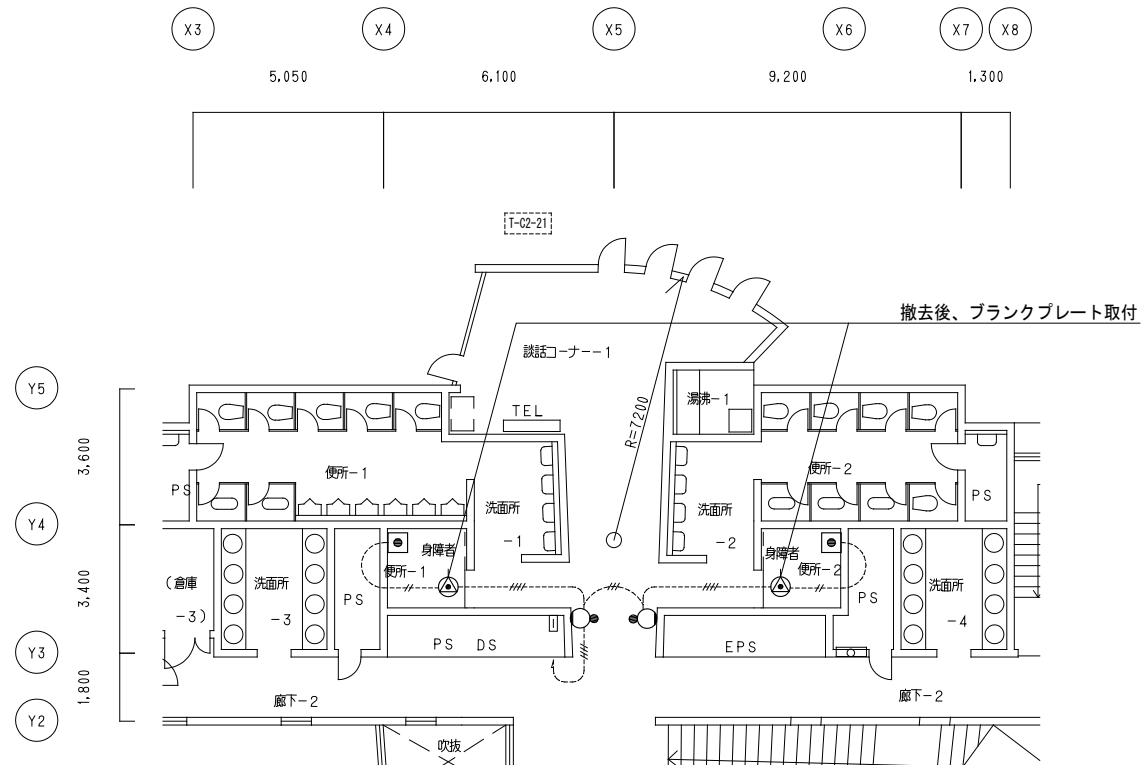 X3
X4
X5
X6
X7
X8
5,050
6,100
9,200
1,300
T-C2-21
撤去後、ブランクプレート取付
談話コーナー-1
Y5
湯沸-1
TEL
R=7200
3,600
便所-1
便所-2
PS
PS
洗面所
-1
洗面所
-2
Y4
身障者
便所-1
身障者
便所-2
(倉庫
-3)
洗面所
-3
PS
PS
洗面所
-4
3,400
PS DS
EPS
Y3
1,800
廊下-2
廊下-2
Y2
吹抜